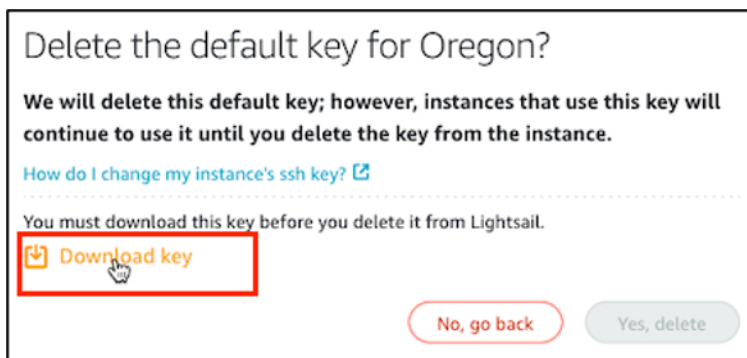 Delete the default key for Oregon?
We will delete this default key; however, instances that use this key will
continue to use it until you delete the key from the instance.
How do I change my instance's ssh key?
You must download this key before you delete it from Lightsail.
Download key
No, go back
Yes, delete